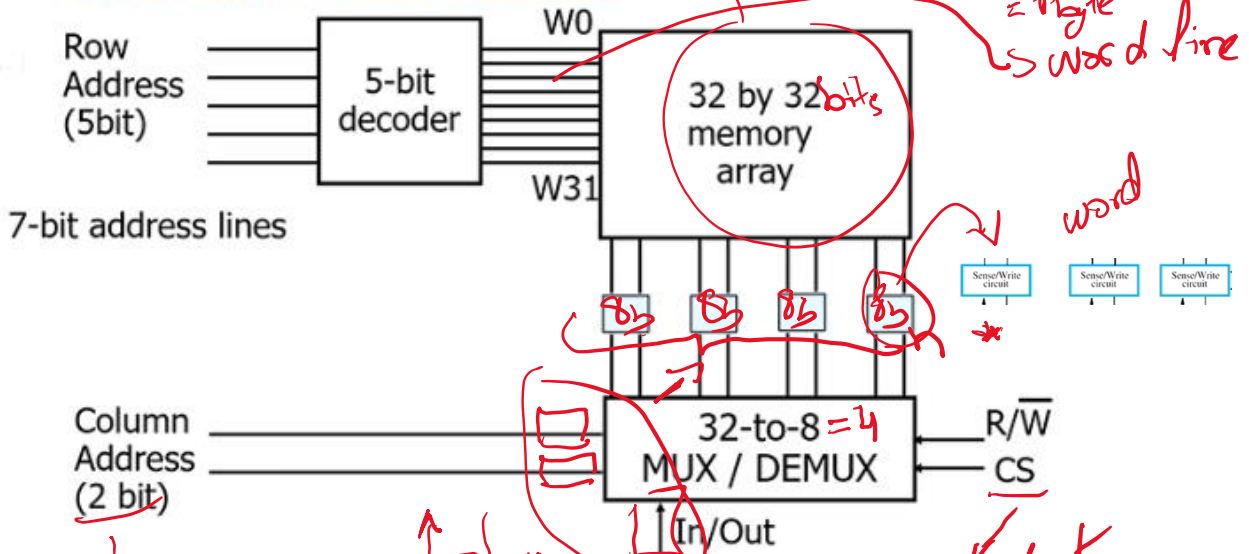 W0
= 1 byte
word line
Row
Address
(5bit)
5-bit
decoder
32 by 32 bits
memory
array
W31
word
7-bit address lines
Sense/Write
circuit
Sense/Write
circuit
Sense/Write
circuit
8b
8b
8b
8b
Column
Address
(2 bit)
32-to-8 = 4
MUX / DEMUX
R/W̅
CS
In/Out